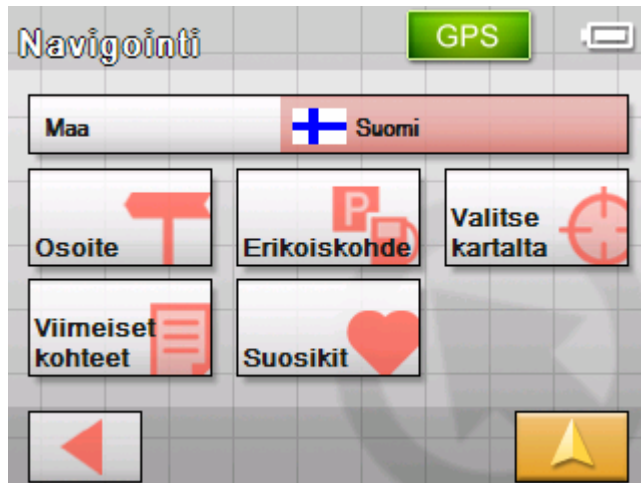 Navigointi
GPS
Maa
Suomi
Osoite
P
Erikoiskohde
Valitse
kartalta
Viimeiset
kohteet
Suosikit